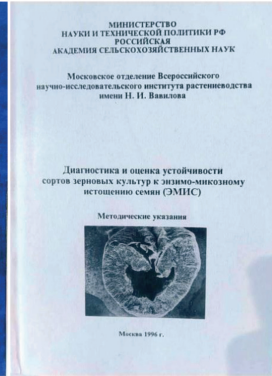 МИНИСТЕРСТВО
НАУКИ И ТЕХНИЧЕСКОЙ ПОЛИТИКИ РФ
РОССИЙСКАЯ
АКАДЕМИЯ СЕЛЬСКОХОЗЯЙСТВЕННЫХ НАУК
Московское отделение Всероссийского
научно-исследовательского института растениеводства
имени Н. И. Вавилова
Диагностика и оценка устойчивости
сортов зерновых культур к энзимо-микозному
истощению семян (ЭМИС)
Методические указания
Москва 1996 г.